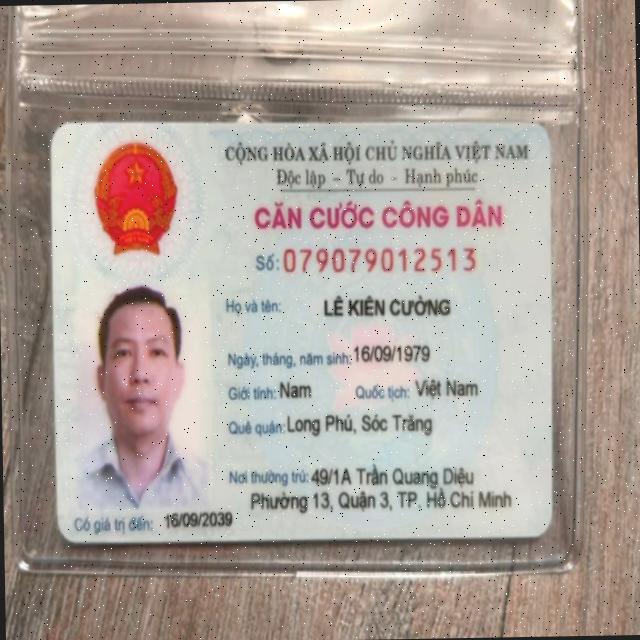 CỘNG HÒA XÃ HỘI CHỦ NGHĨA VIỆT NAM
Độc lập - Tự do - Hạnh phúc
CĂN CƯỚC CÔNG DÂN
Số: 079079012513
Họ và tên: LÊ KIÊN CƯỜNG
Ngày, tháng, năm sinh: 16/09/1979
Giới tính: Nam Quốc tịch: Việt Nam
Quê quán: Long Phú, Sóc Trăng
Nơi thường trú: 49/1A Trần Quang Diệu
Phường 13, Quận 3, TP. Hồ Chí Minh
Có giá trị đến: 16/09/2039